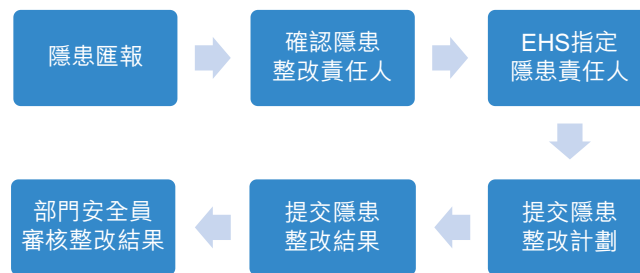 隱患匯報
確認隱患
整改責任人
EHS指定
隱患責任人
提交隱患
整改計劃
提交隱患
整改結果
部門安全員
審核整改結果